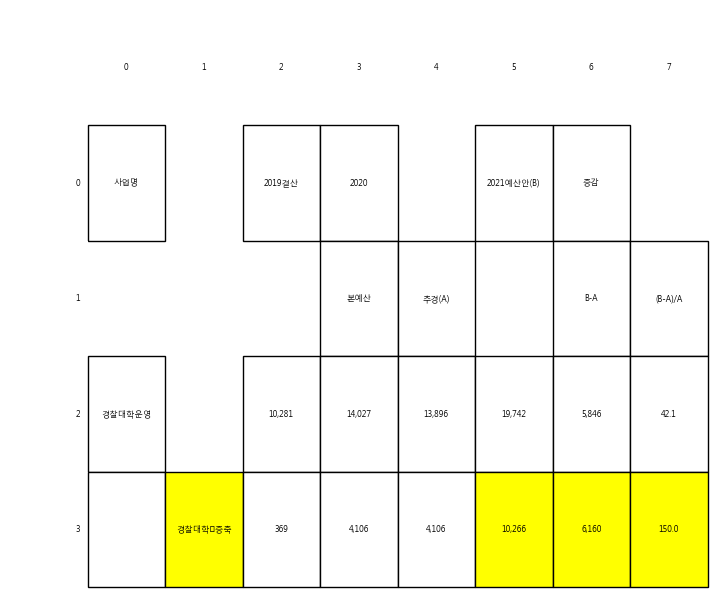 0 1 2 3 4 5 6 7
0 사업명 2019결산 2020 2021예산안(B) 증감
1 본예산 추경(A) B-A (B-A)/A
2 경찰대학운영 10,281 14,027 13,896 19,742 5,846 42.1
3 경찰대학증축 369 4,106 4,106 10,266 6,160 150.0